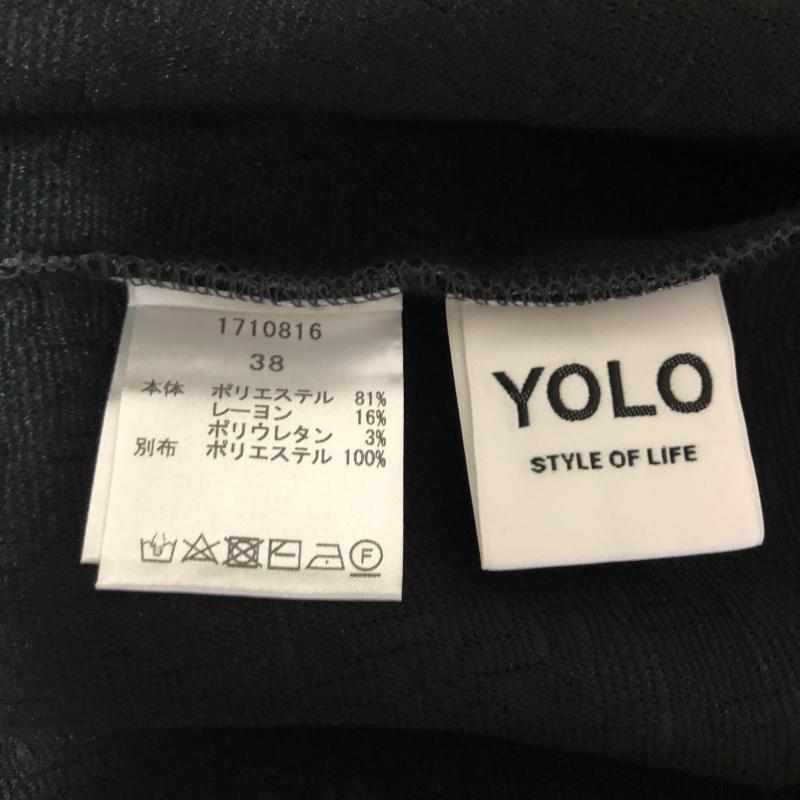 1710816
38
本体 ポリエステル 81%
レーヨン 16%
ポリウレタン 3%
別布 ポリエステル 100%
F
YOLO
STYLE OF LIFE